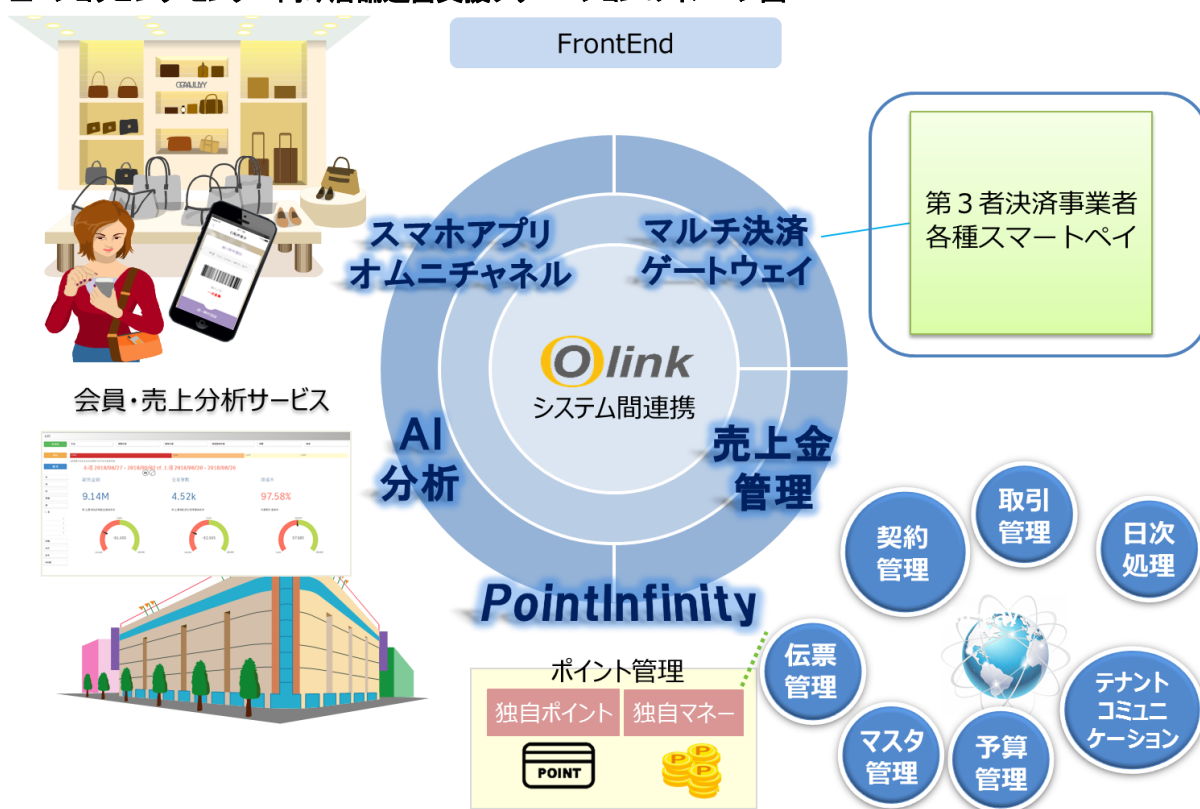 FrontEnd
第3者決済事業者
各種スマートペイ
スマホアプリ
オムニチャネル
マルチ決済
ゲートウェイ
Olink
システム間連携
会員・売上分析サービス
9.14M
4.52k
97.58%
AI
分析
売上金
管理
PointInfinity
ポイント管理
独自ポイント
独自マネー
POINT
契約
管理
取引
管理
日次
処理
伝票
管理
テナント
コミュニ
ケーション
マスタ
管理
予算
管理